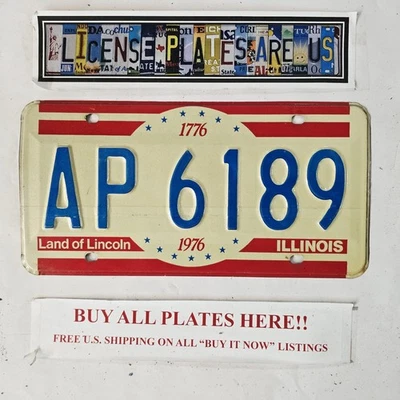 LICENSE PLATES ARE US
1776
AP 6189
Land of Lincoln 1976 ILLINOIS
BUY ALL PLATES HERE!!
FREE U.S. SHIPPING ON ALL “BUY IT NOW” LISTINGS